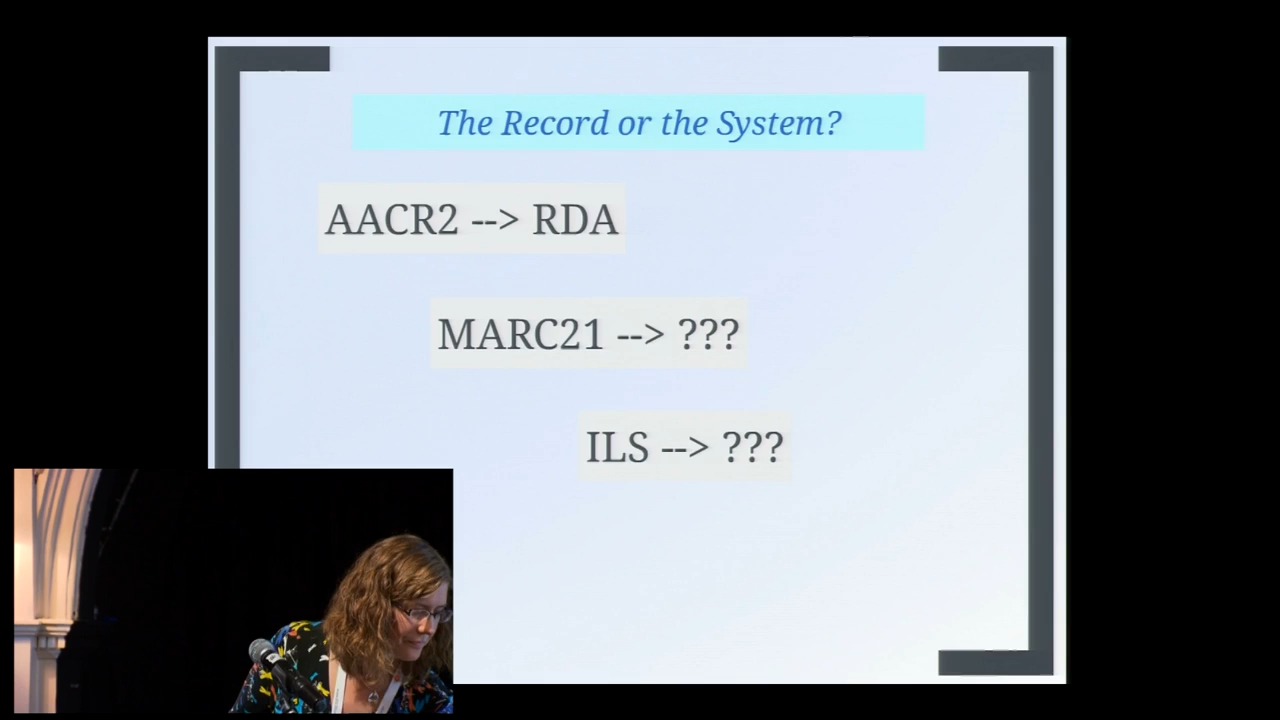 The Record or the System?
AACR2 --> RDA
MARC21 --> ???
ILS --> ???